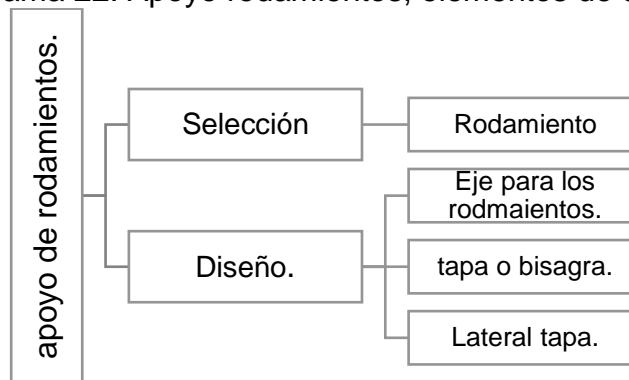 apoyo de rodamientos.
Selección
Rodamiento
Eje para los
rodmaientos.
Diseño.
tapa o bisagra.
Lateral tapa.